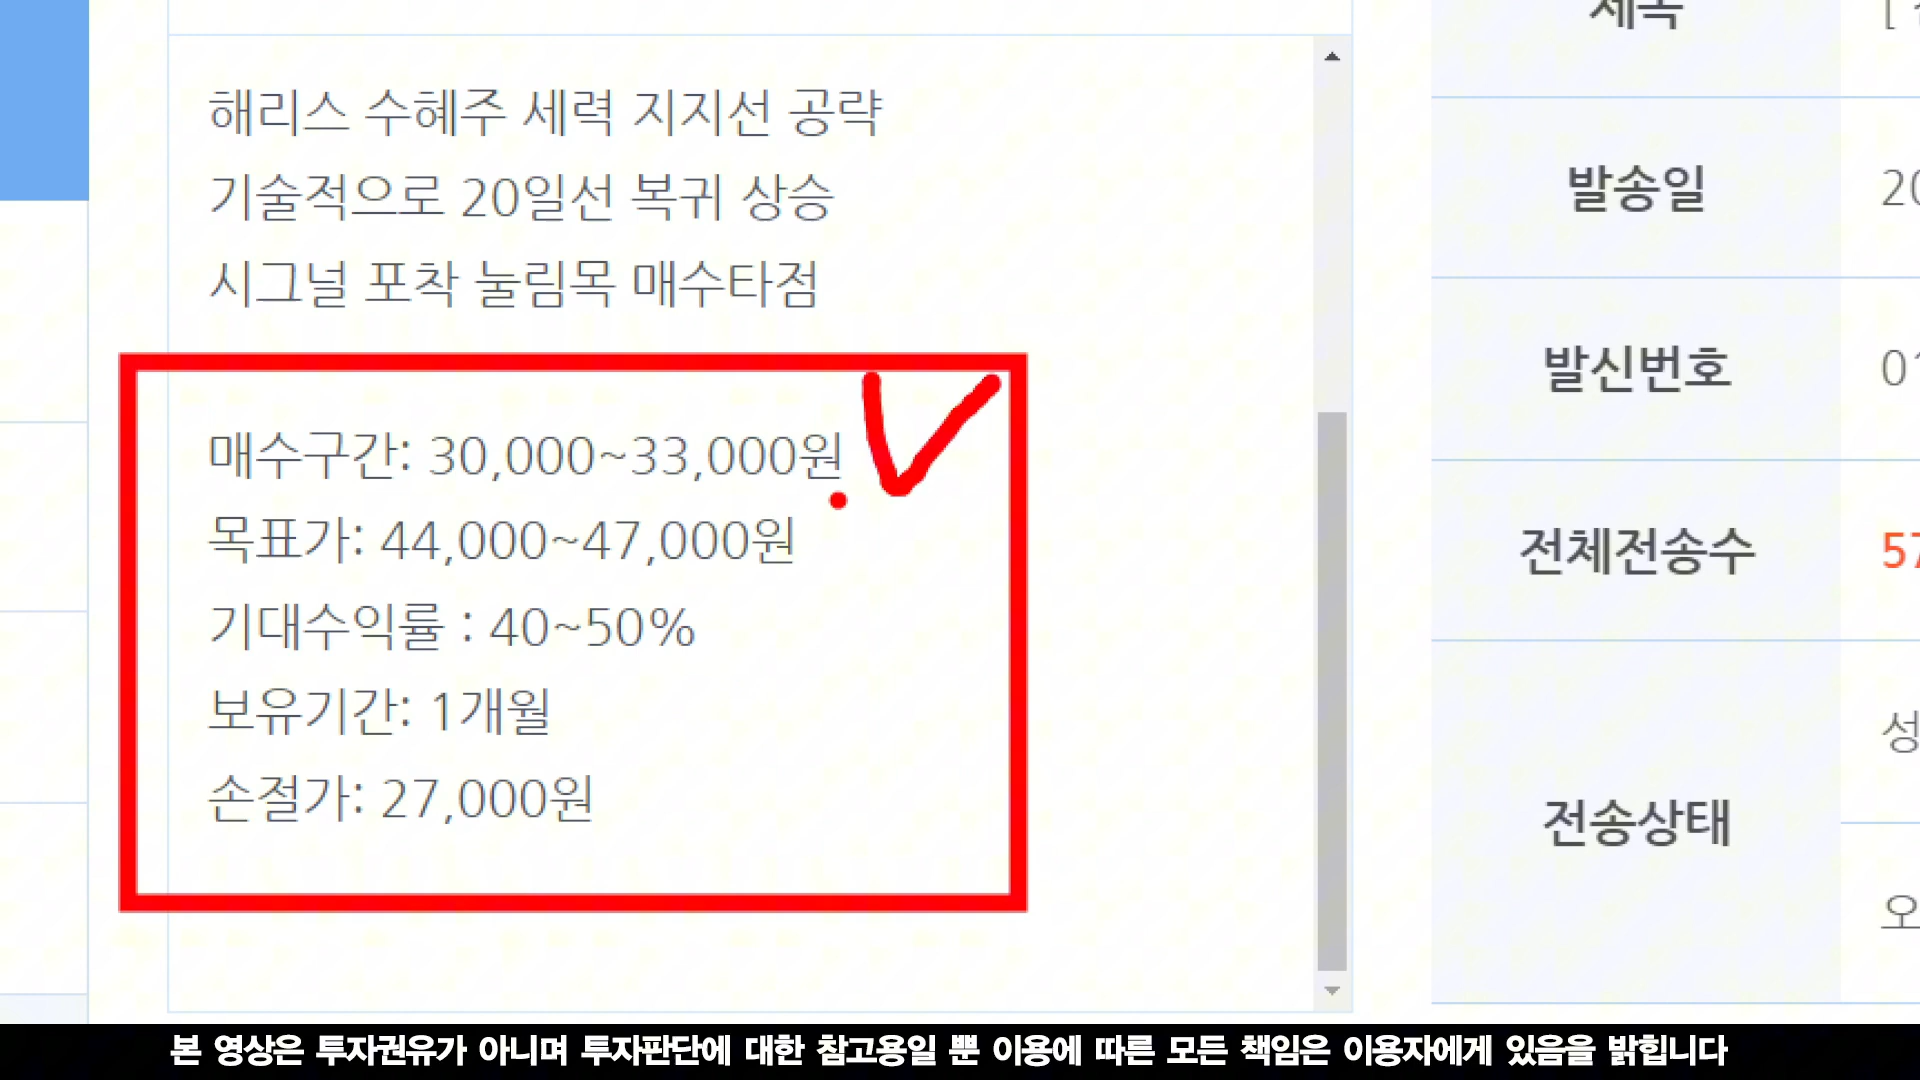 해리스 수혜주 세력 지지선 공략
기술적으로 20일선 복귀 상승
시그널 포착 눌림목 매수타점
매수구간: 30,000~33,000원
목표가: 44,000~47,000원
기대수익률 : 40~50%
보유기간: 1개월
손절가: 27,000원
제목
발송일 20
발신번호 01
전체전송수 57
전송상태
성
오
본 영상은 투자권유가 아니며 투자판단에 대한 참고용일 뿐 이용에 따른 모든 책임은 이용자에게 있음을 밝힙니다